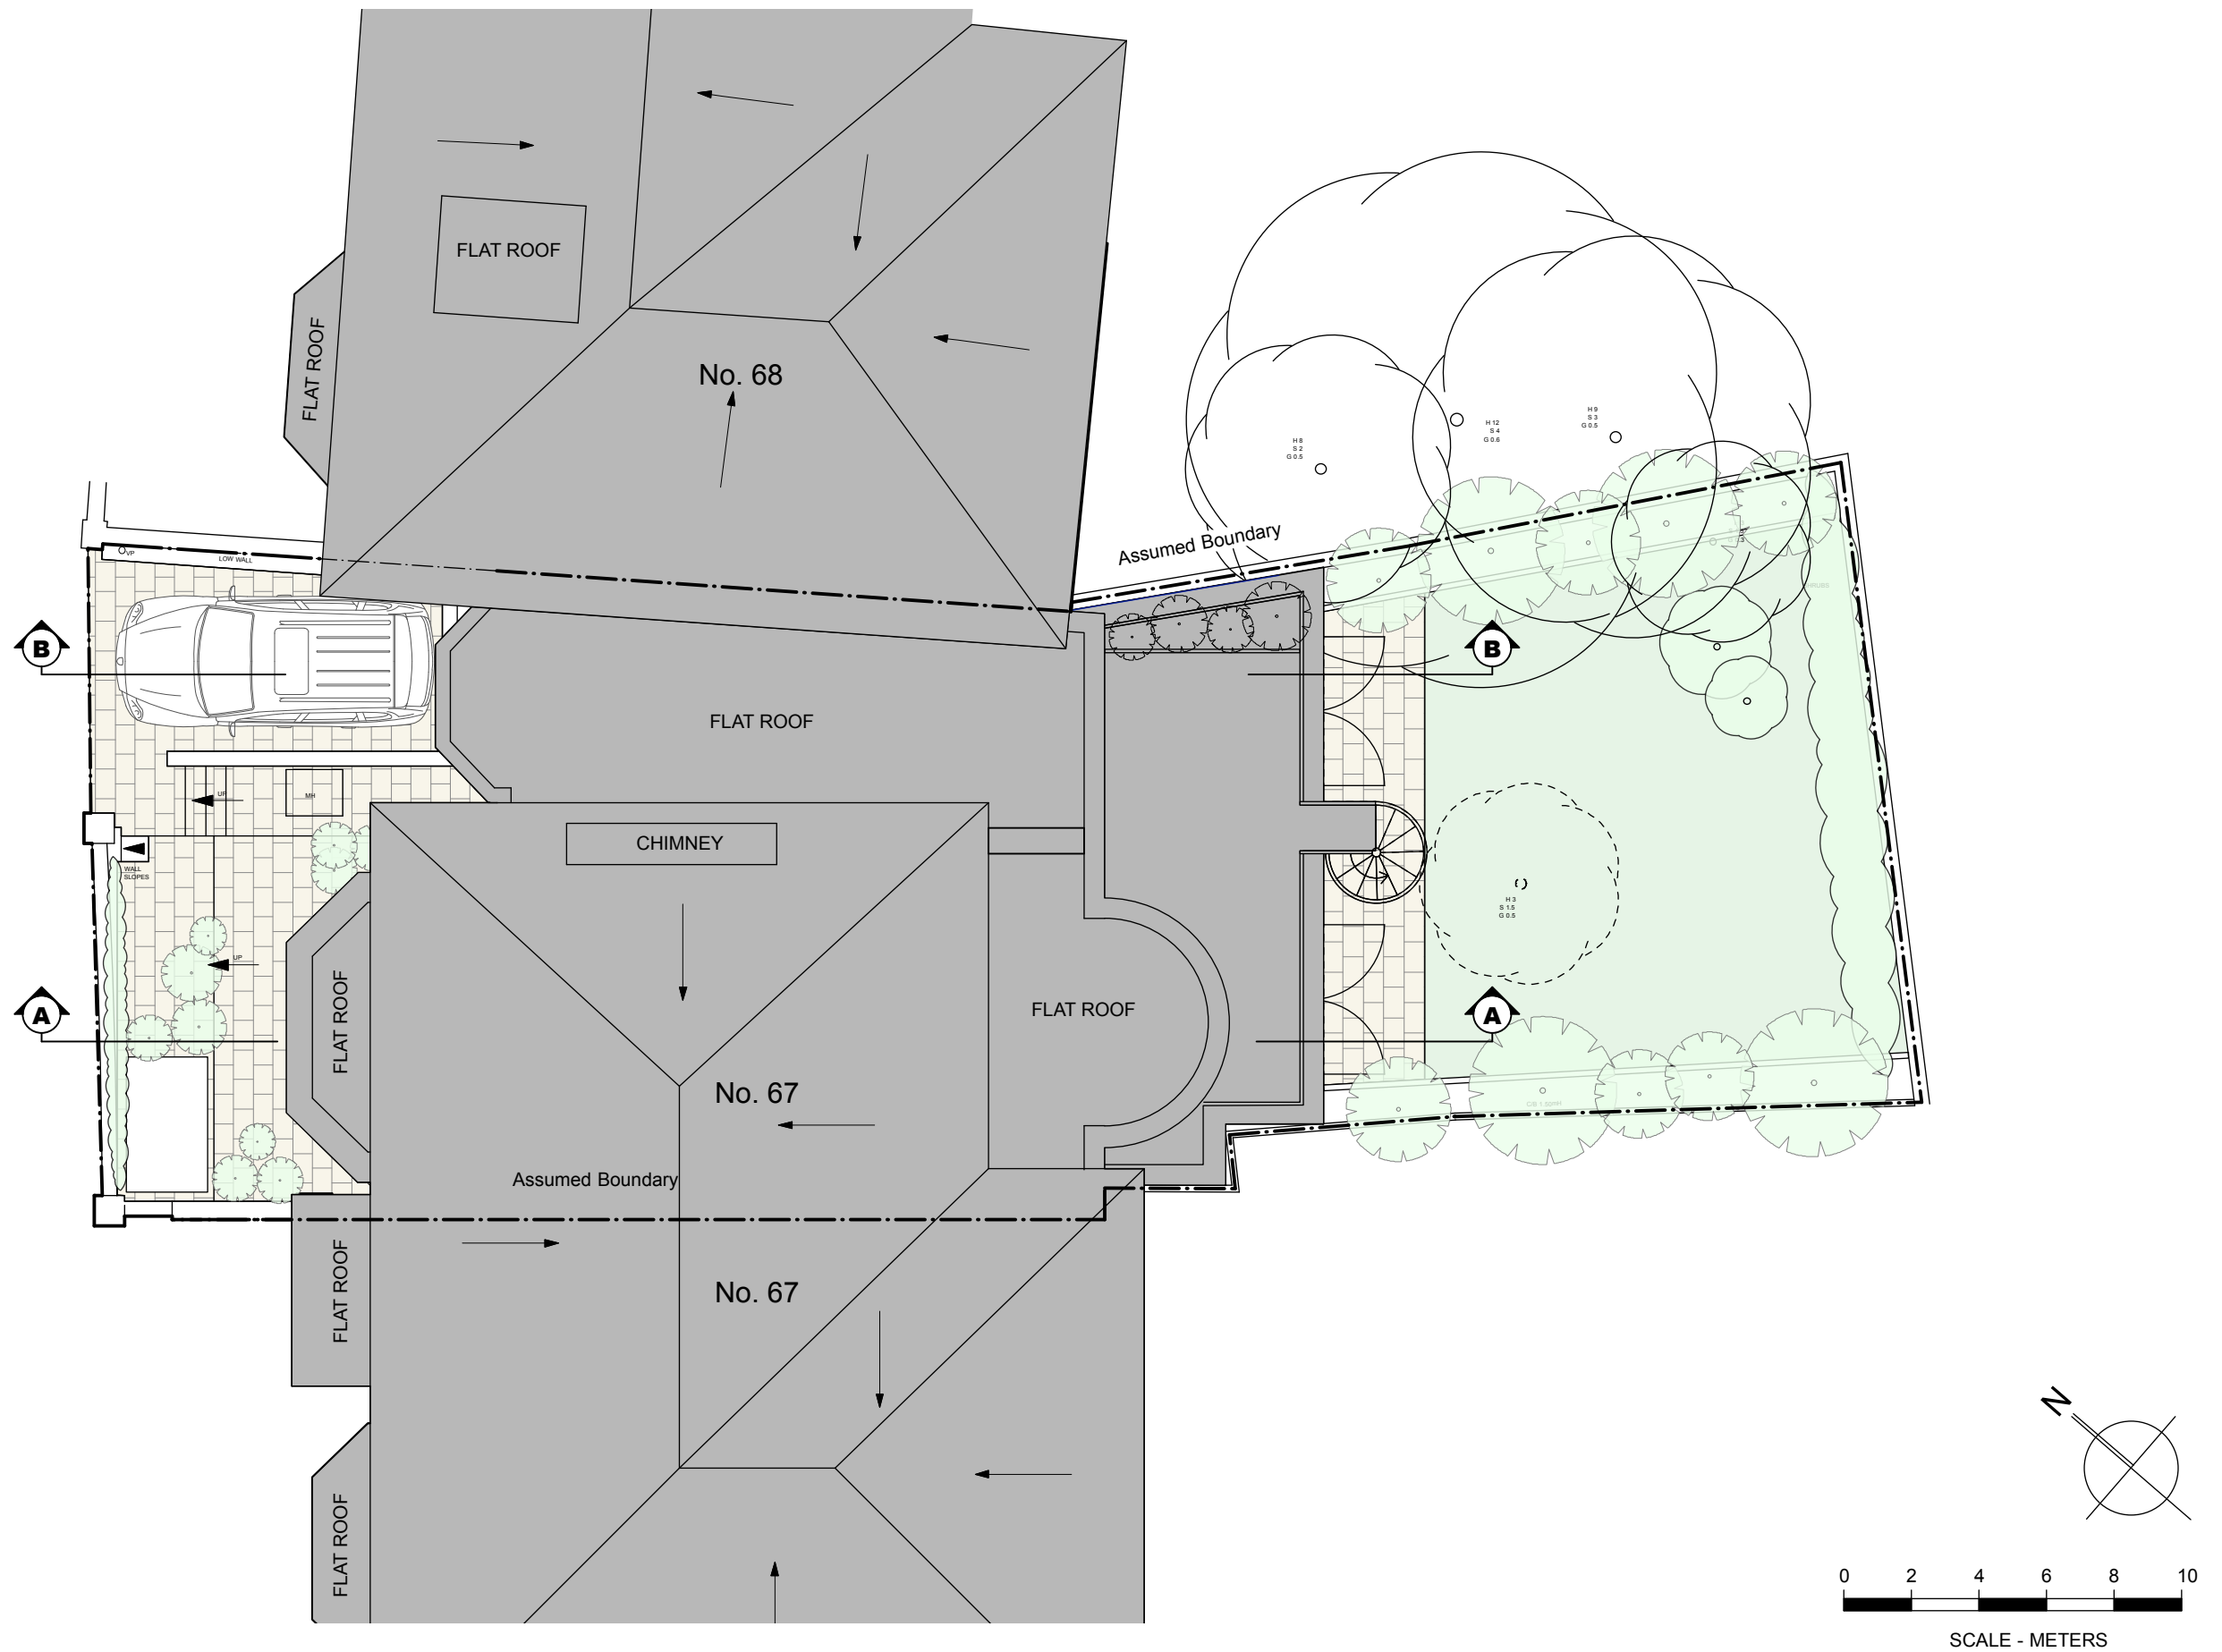 FLAT ROOF
FLAT ROOF
No. 68
H 8
S 2
G 0.5
H 12
S 4
G 0.6
H 9
S 3
G 0.5
Assumed Boundary
VP
LOW WALL
B
B
FLAT ROOF
UP
MH
CHIMNEY
WALL
SLOPES
H 3
S 1.5
G 0.5
UP
FLAT ROOF
FLAT ROOF
A
A
No. 67
Assumed Boundary
FLAT ROOF
No. 67
FLAT ROOF
N
0 2 4 6 8 10
SCALE - METERS